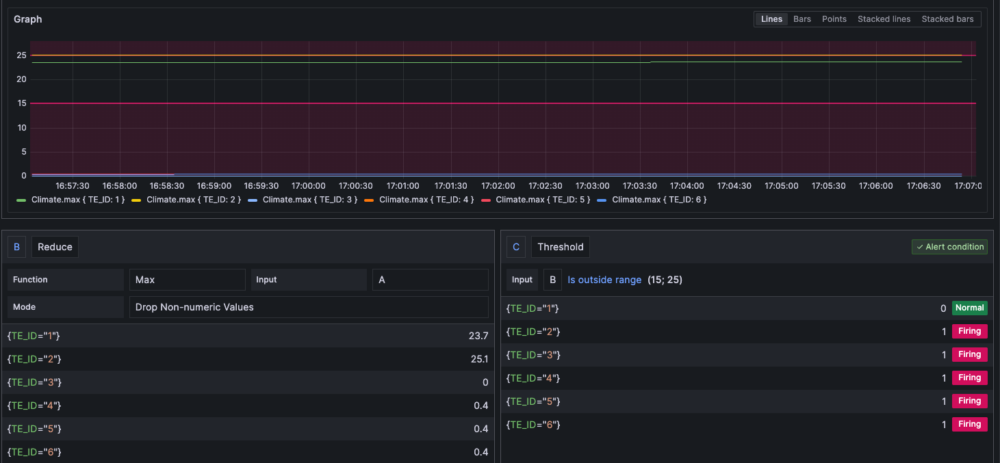 Graph
Lines Bars Points Stacked lines Stacked bars
25
20
15
10
5
0
16:57:30 16:58:00 16:58:30 16:59:00 16:59:30 17:00:00 17:00:30 17:01:00 17:01:30 17:02:00 17:02:30 17:03:00 17:03:30 17:04:00 17:04:30 17:05:00 17:05:30 17:06:00 17:06:30 17:07:0
Climate.max { TE_ID: 1 } Climate.max { TE_ID: 2 } Climate.max { TE_ID: 3 } Climate.max { TE_ID: 4 } Climate.max { TE_ID: 5 } Climate.max { TE_ID: 6 }
B Reduce
Function Max Input A
Mode Drop Non-numeric Values
{TE_ID="1"} 23.7
{TE_ID="2"} 25.1
{TE_ID="3"} 0
{TE_ID="4"} 0.4
{TE_ID="5"} 0.4
{TE_ID="6"} 0.4
C Threshold ✓ Alert condition
Input B Is outside range (15; 25)
{TE_ID="1"} 0 Normal
{TE_ID="2"} 1 Firing
{TE_ID="3"} 1 Firing
{TE_ID="4"} 1 Firing
{TE_ID="5"} 1 Firing
{TE_ID="6"} 1 Firing